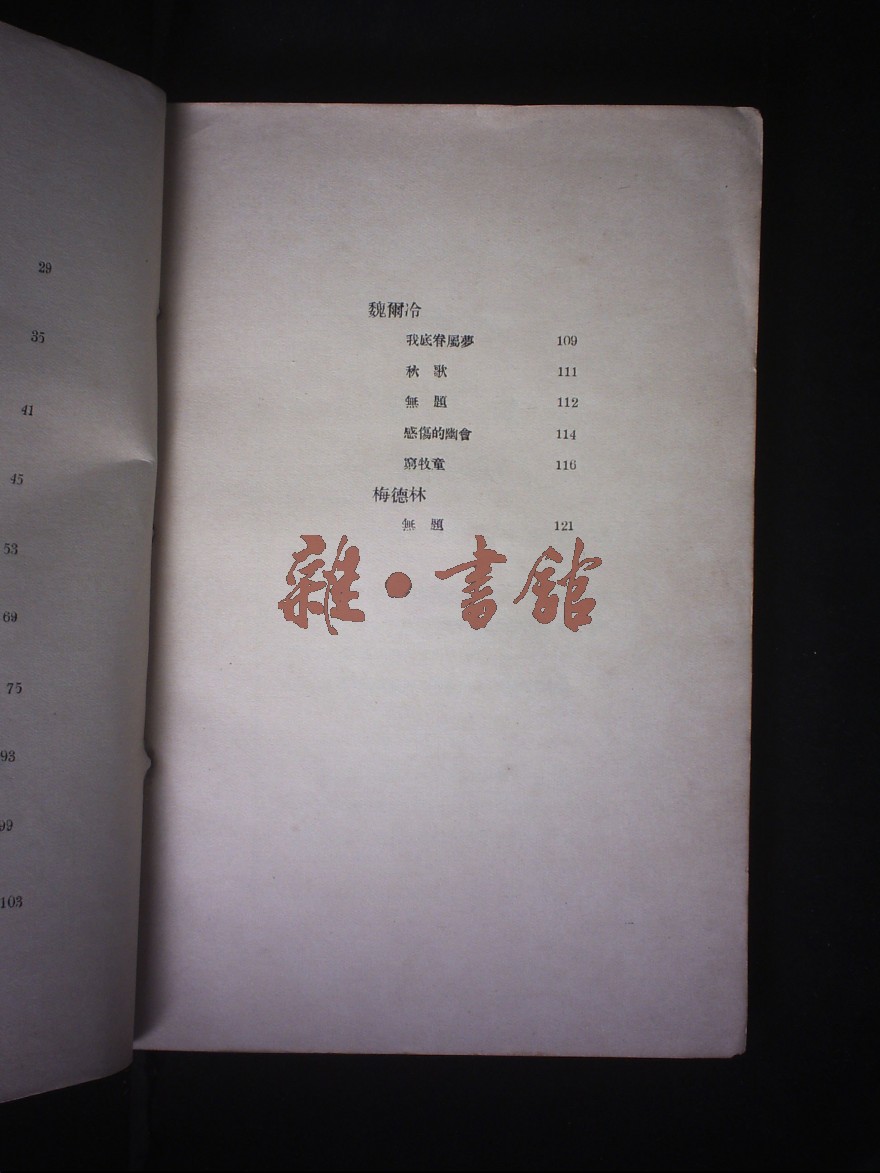 29
35
41
45
53
69
75
93
99
103
魏爾冷
我底眷屬夢 109
秋 歌 111
無 題 112
感傷的幽會 114
窮牧童 116
梅德林
無 題 121
雜·書館